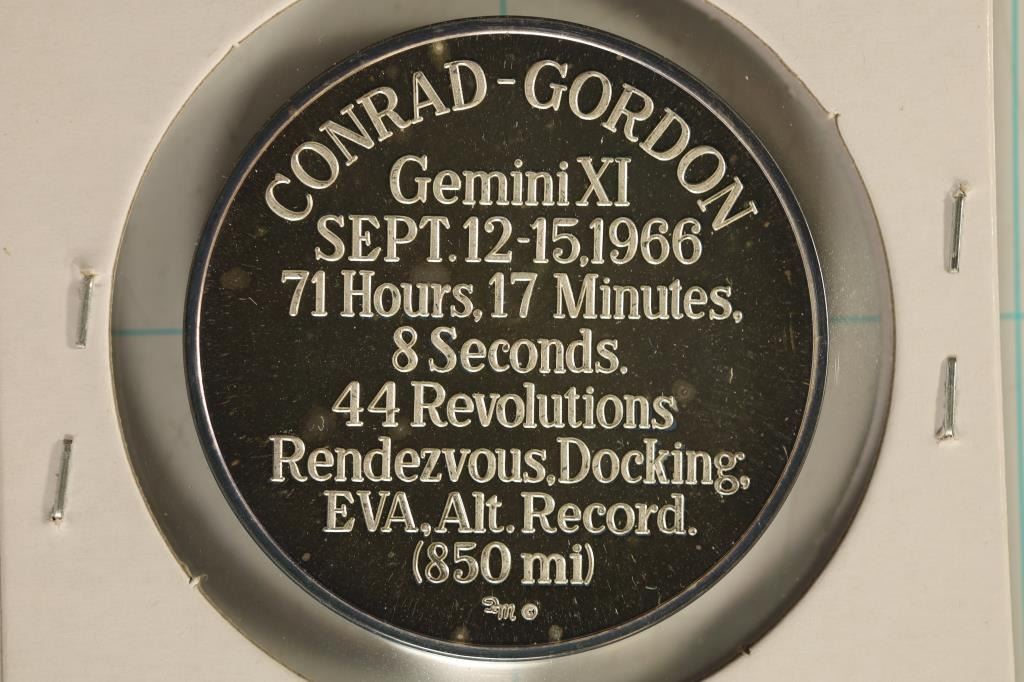 CONRAD-GORDON
Gemini XI
SEPT. 12-15, 1966
71 Hours, 17 Minutes,
8 Seconds.
44 Revolutions
Rendezvous, Docking,
EVA, Alt. Record.
(850 mi)
©